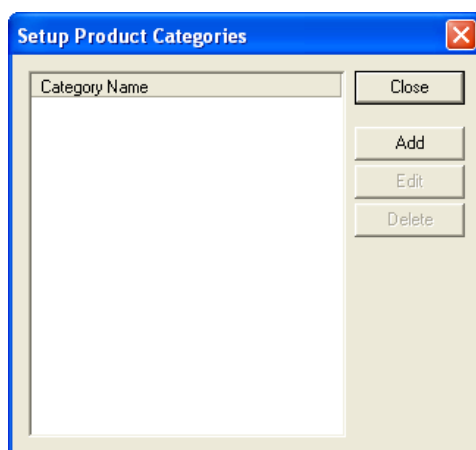 Setup Product Categories
Category Name
Close
Add
Edit
Delete